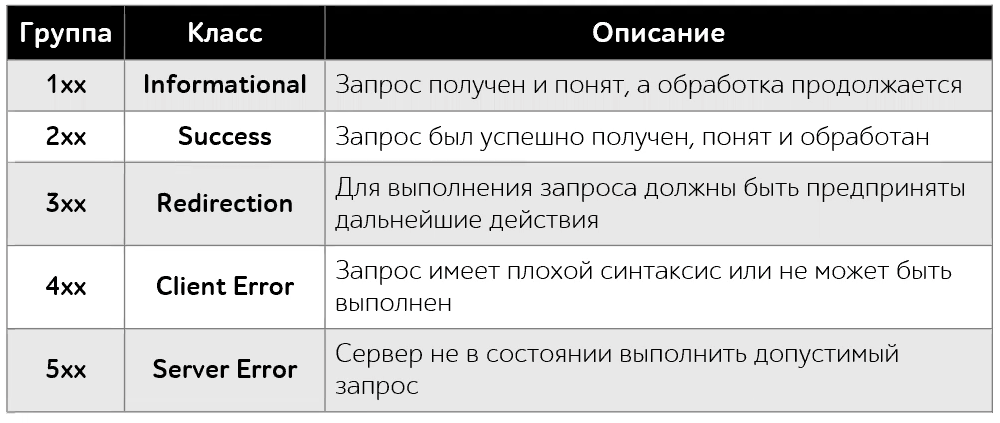 Группа Класс Описание
1xx Informational Запрос получен и понят, а обработка продолжается
2xx Success Запрос был успешно получен, понят и обработан
3xx Redirection Для выполнения запроса должны быть предприняты
дальнейшие действия
4xx Client Error Запрос имеет плохой синтаксис или не может быть
выполнен
5xx Server Error Сервер не в состоянии выполнить допустимый
запрос